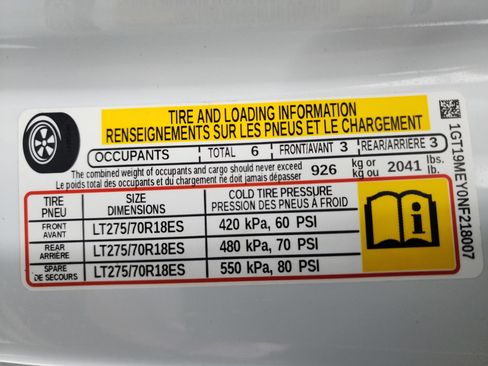 TIRE AND LOADING INFORMATION
RENSEIGNEMENTS SUR LES PNEUS ET LE CHARGEMENT
OCCUPANTS TOTAL 6 FRONT/AVANT 3 REAR/ARRIÈRE 3
The combined weight of occupants and cargo should never exceed 926 kg or 2041 lbs.
Le poids total des occupants et du chargement ne doit jamais dépasser kg ou lb.
TIRE SIZE COLD TIRE PRESSURE
PNEU DIMENSIONS PRESSION DES PNEUS À FROID
FRONT
AVANT LT275/70R18ES 420 kPa, 60 PSI
REAR
ARRIÈRE LT275/70R18ES 480 kPa, 70 PSI
SPARE
DE SECOURS LT275/70R18ES 550 kPa, 80 PSI
1GT19MEY0NF219007